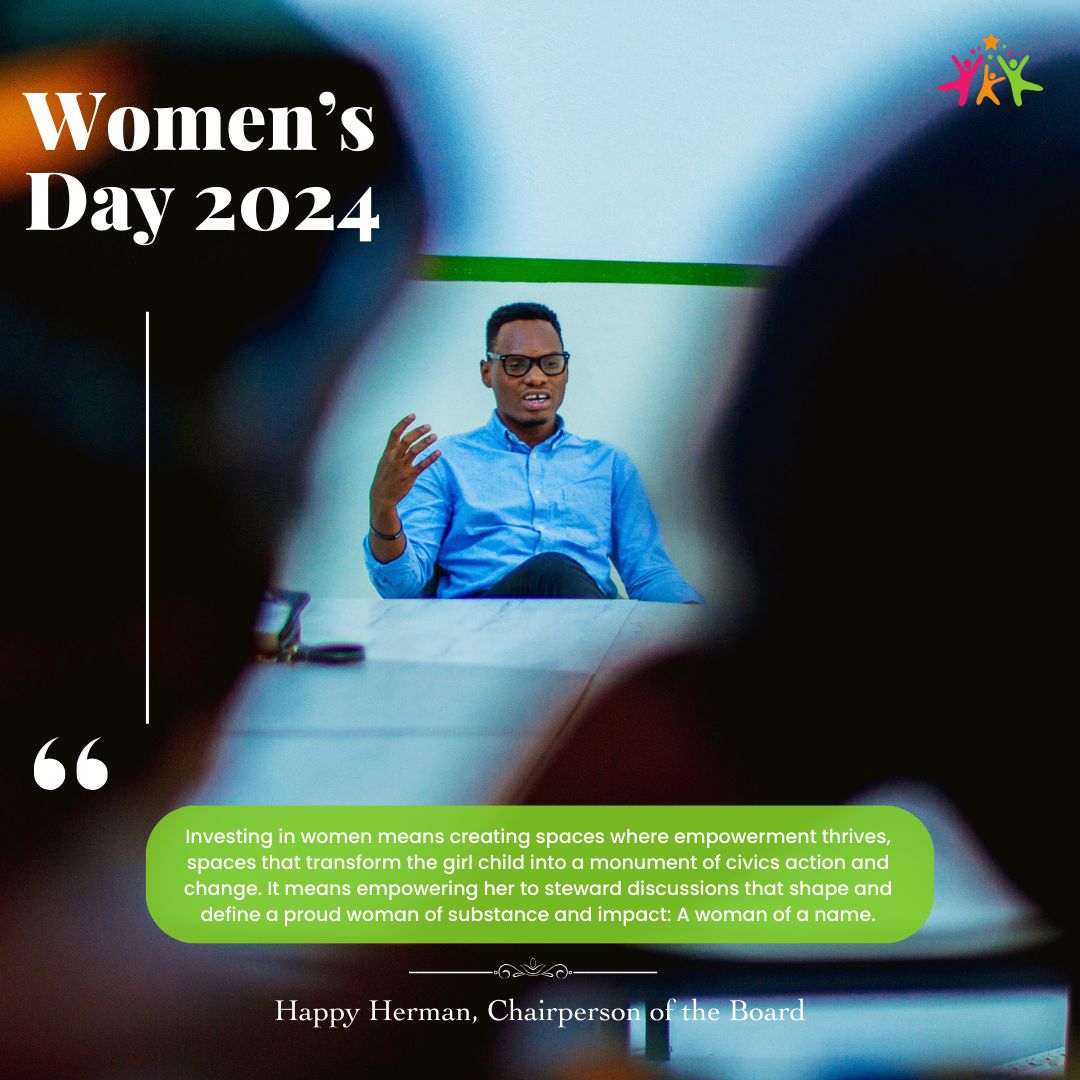 Women's
Day 2024
“
Investing in women means creating spaces where empowerment thrives,
spaces that transform the girl child into a monument of civics action and
change. It means empowering her to steward discussions that shape and
define a proud woman of substance and impact: A woman of a name.
Happy Herman, Chairperson of the Board